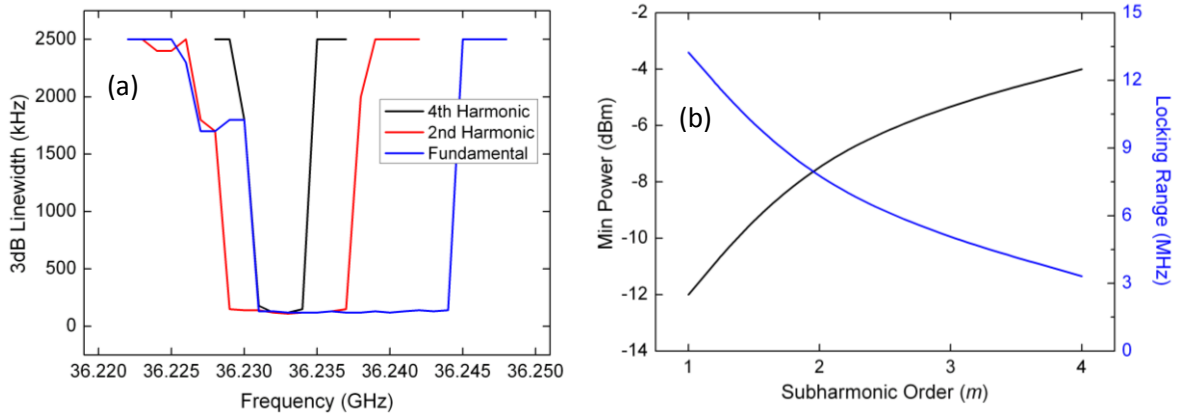 (a)
3dB Linewidth (kHz)
2500
2000
1500
1000
500
0
4th Harmonic
2nd Harmonic
Fundamental
36.220 36.225 36.230 36.235 36.240 36.245 36.250
Frequency (GHz)
(b)
Min Power (dBm)
-2
-4
-6
-8
-10
-12
-14
1 2 3 4
Subharmonic Order (m)
15
12
9
6
3
0
Locking Range (MHz)